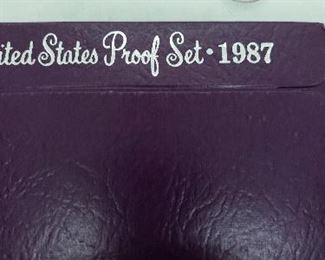 ited States Proof Set · 1987